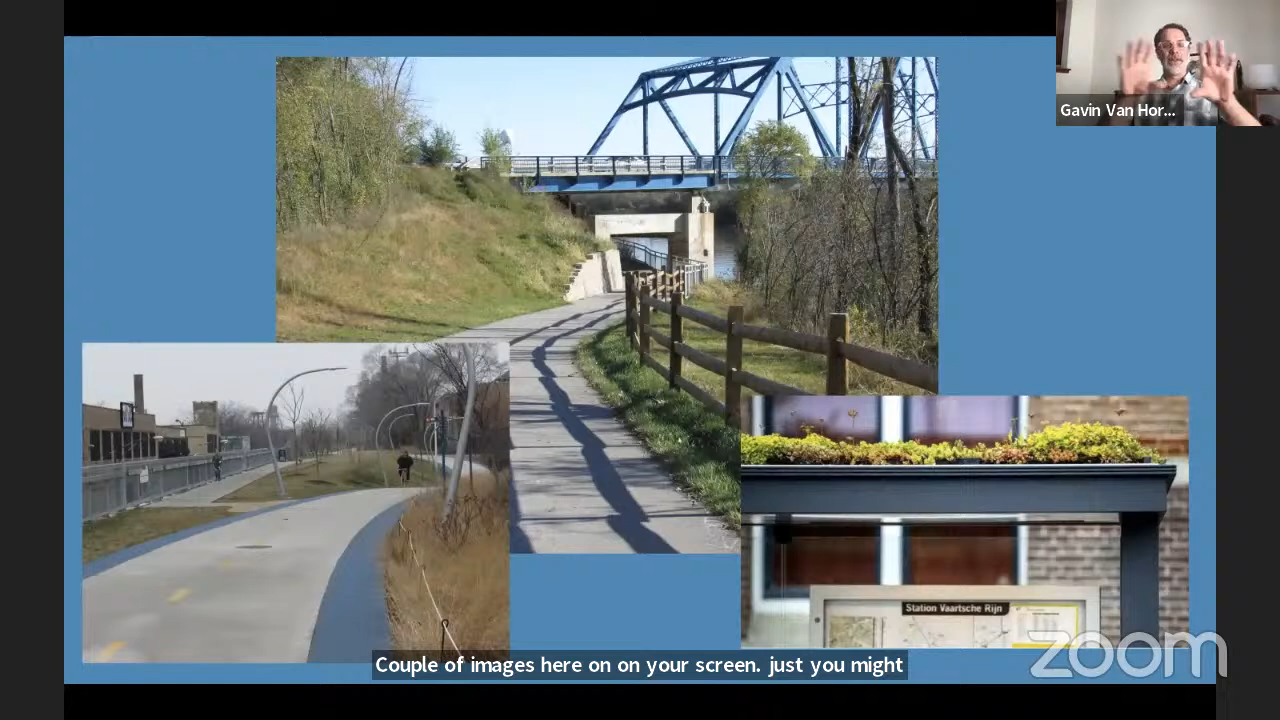 Gavin Van Hor...
Station Vaartsche Rijn
Couple of images here on on your screen. just you might
zoom